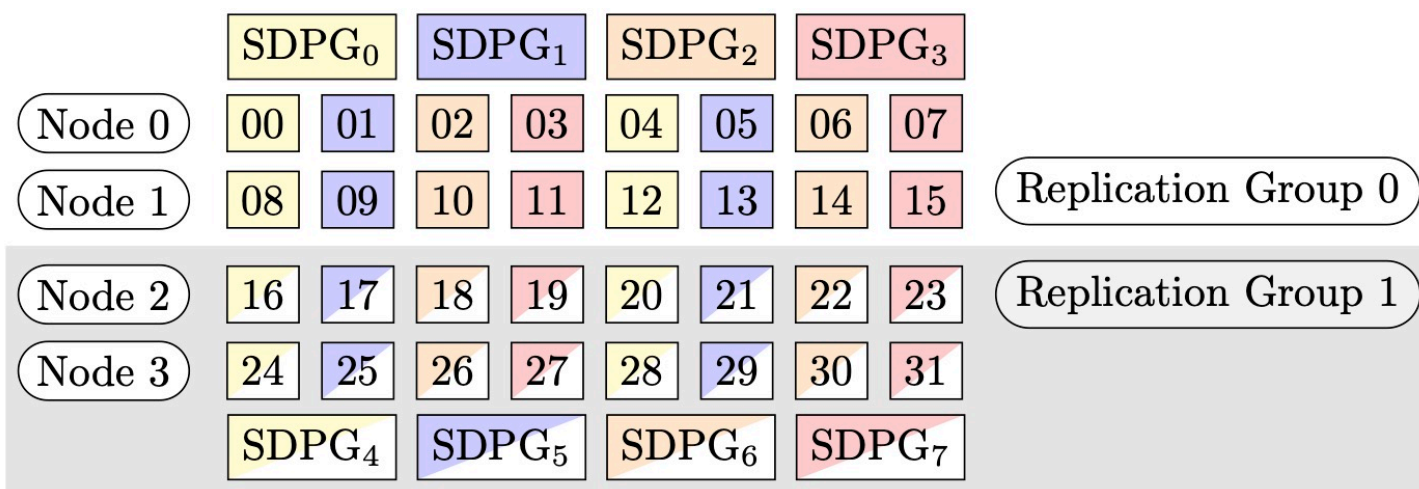 SDPG₀ SDPG₁ SDPG₂ SDPG₃
Node 0 00 01 02 03 04 05 06 07
Node 1 08 09 10 11 12 13 14 15 Replication Group 0
Node 2 16 17 18 19 20 21 22 23 Replication Group 1
Node 3 24 25 26 27 28 29 30 31
SDPG₄ SDPG₅ SDPG₆ SDPG₇